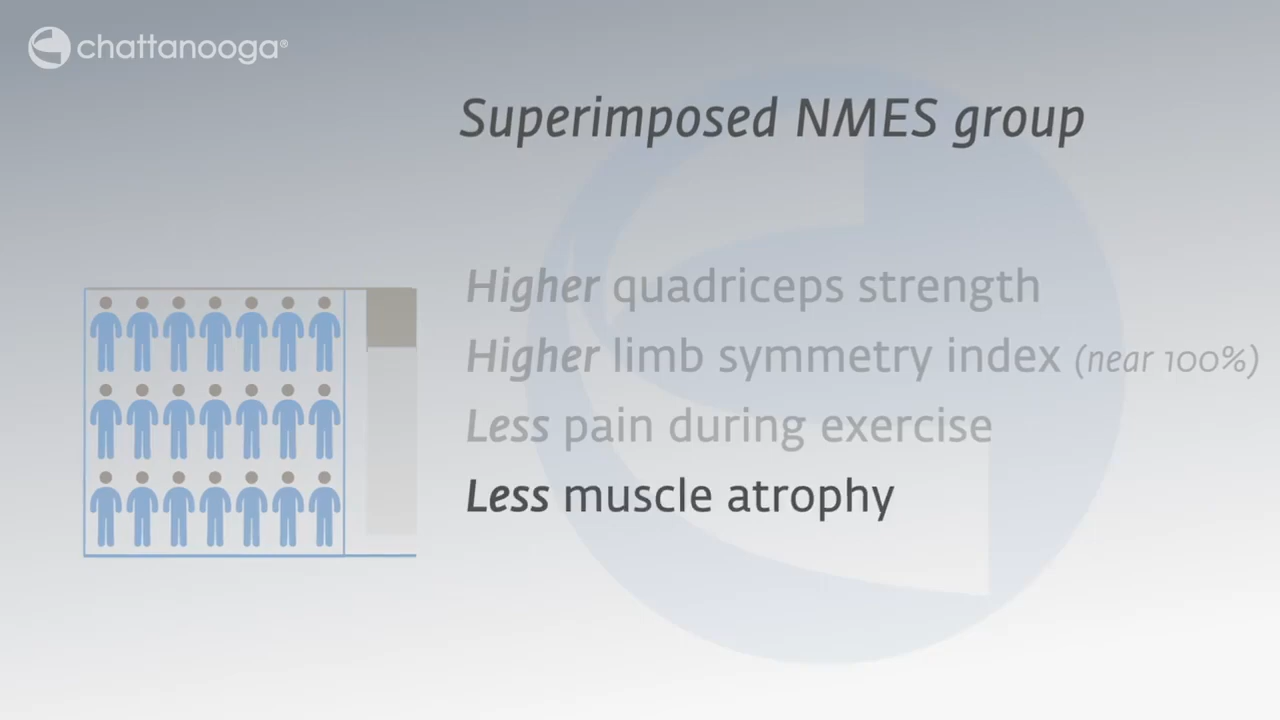 chattanooga®
Superimposed NMES group
Higher quadriceps strength
Higher limb symmetry index (near 100%)
Less pain during exercise
Less muscle atrophy